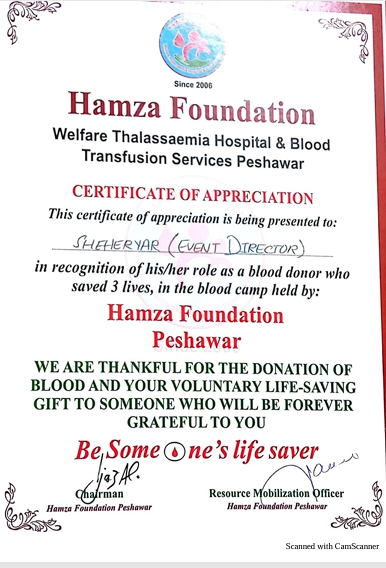 Since 2006
Hamza Foundation
Welfare Thalassaemia Hospital & Blood
Transfusion Services Peshawar
CERTIFICATE OF APPRECIATION
This certificate of appreciation is being presented to:
SHEHERYAR (EVENT DIRECTOR)
in recognition of his/her role as a blood donor who
saved 3 lives, in the blood camp held by:
Hamza Foundation
Peshawar
WE ARE THANKFUL FOR THE DONATION OF
BLOOD AND YOUR VOLUNTARY LIFE-SAVING
GIFT TO SOMEONE WHO WILL BE FOREVER
GRATEFUL TO YOU
Be Some One's life saver
Chairman
Hamza Foundation Peshawar
Resource Mobilization Officer
Hamza Foundation Peshawar
Scanned with CamScanner